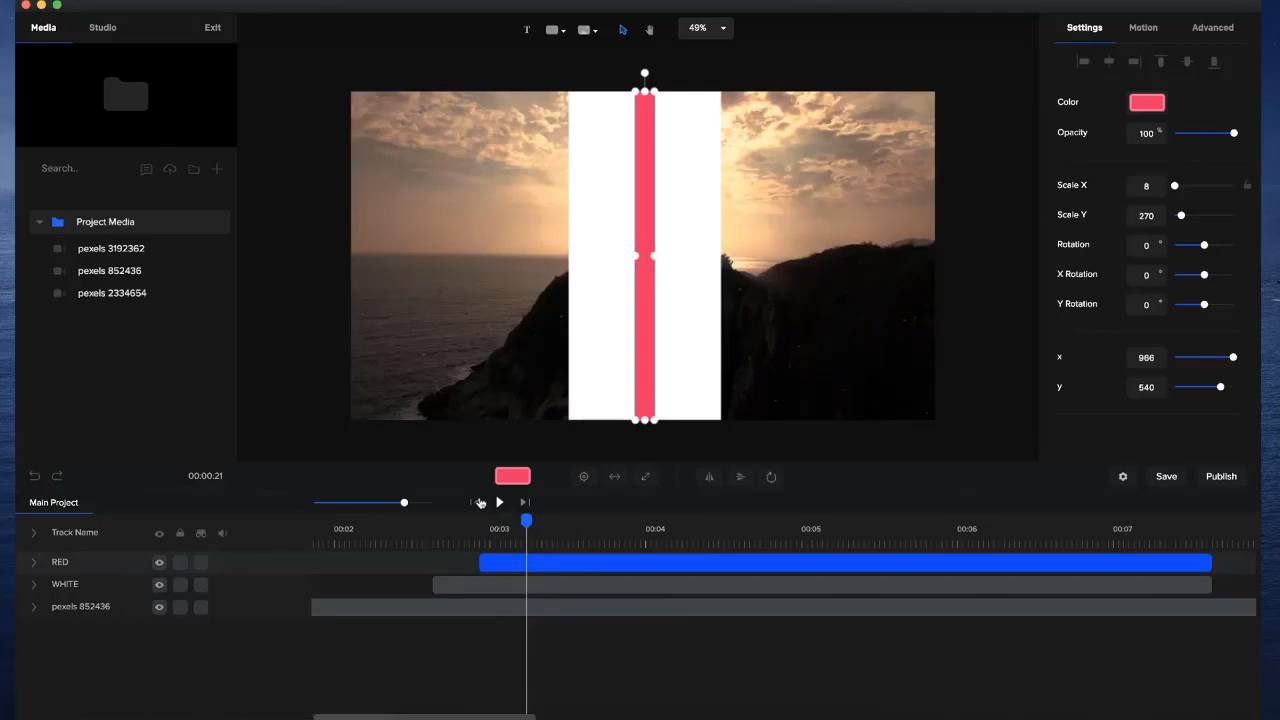 Media Studio Exit
T 49%
Settings Motion Advanced
Search..
Project Media
pexels 3192362
pexels 852436
pexels 2334654
Color
Opacity 100 %
Scale X 8
Scale Y 270
Rotation 0 °
X Rotation 0 °
Y Rotation 0 °
x 966
y 540
00:00:21
Save Publish
Main Project
Track Name
00:02 00:03 00:04 00:05 00:06 00:07
RED
WHITE
pexels 852436